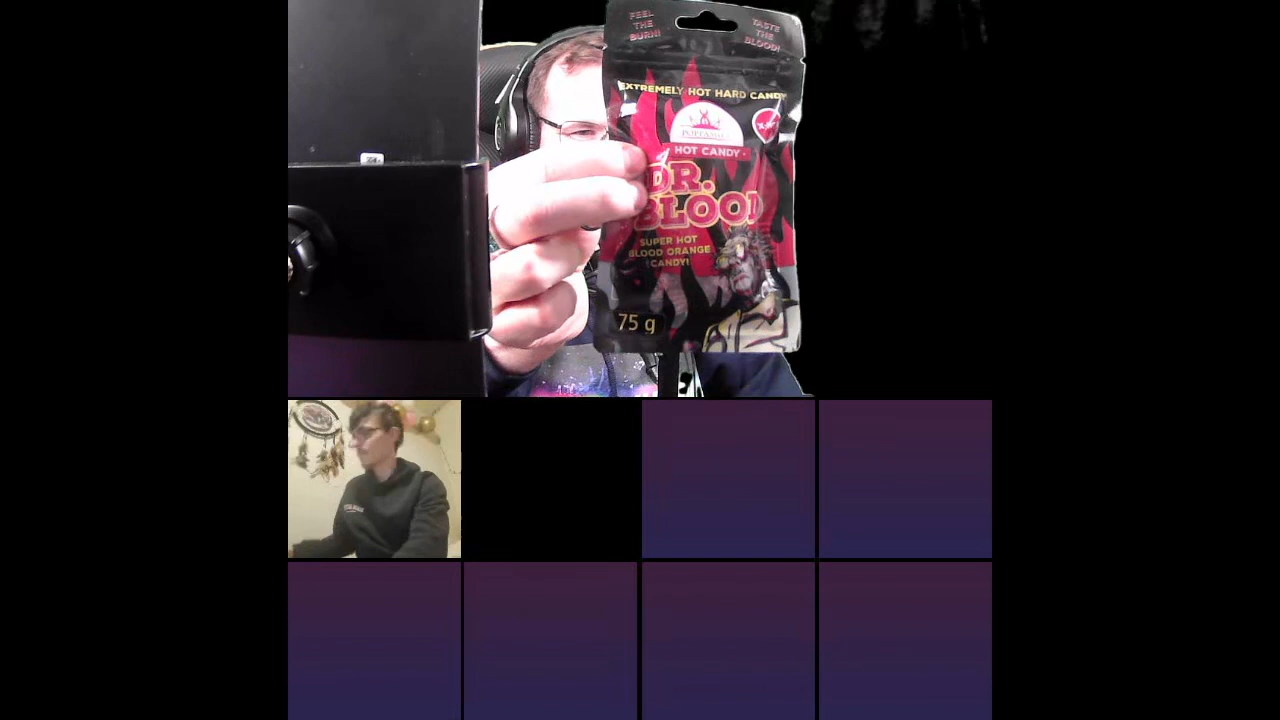 FEEL
THE
BURN!
TASTE
THE
BLOOD!
EXTREMELY HOT HARD CANDY
POPPAMIES
HOT CANDY
DR.
BLOOD
SUPER HOT
BLOOD ORANGE
CANDY!
75 g